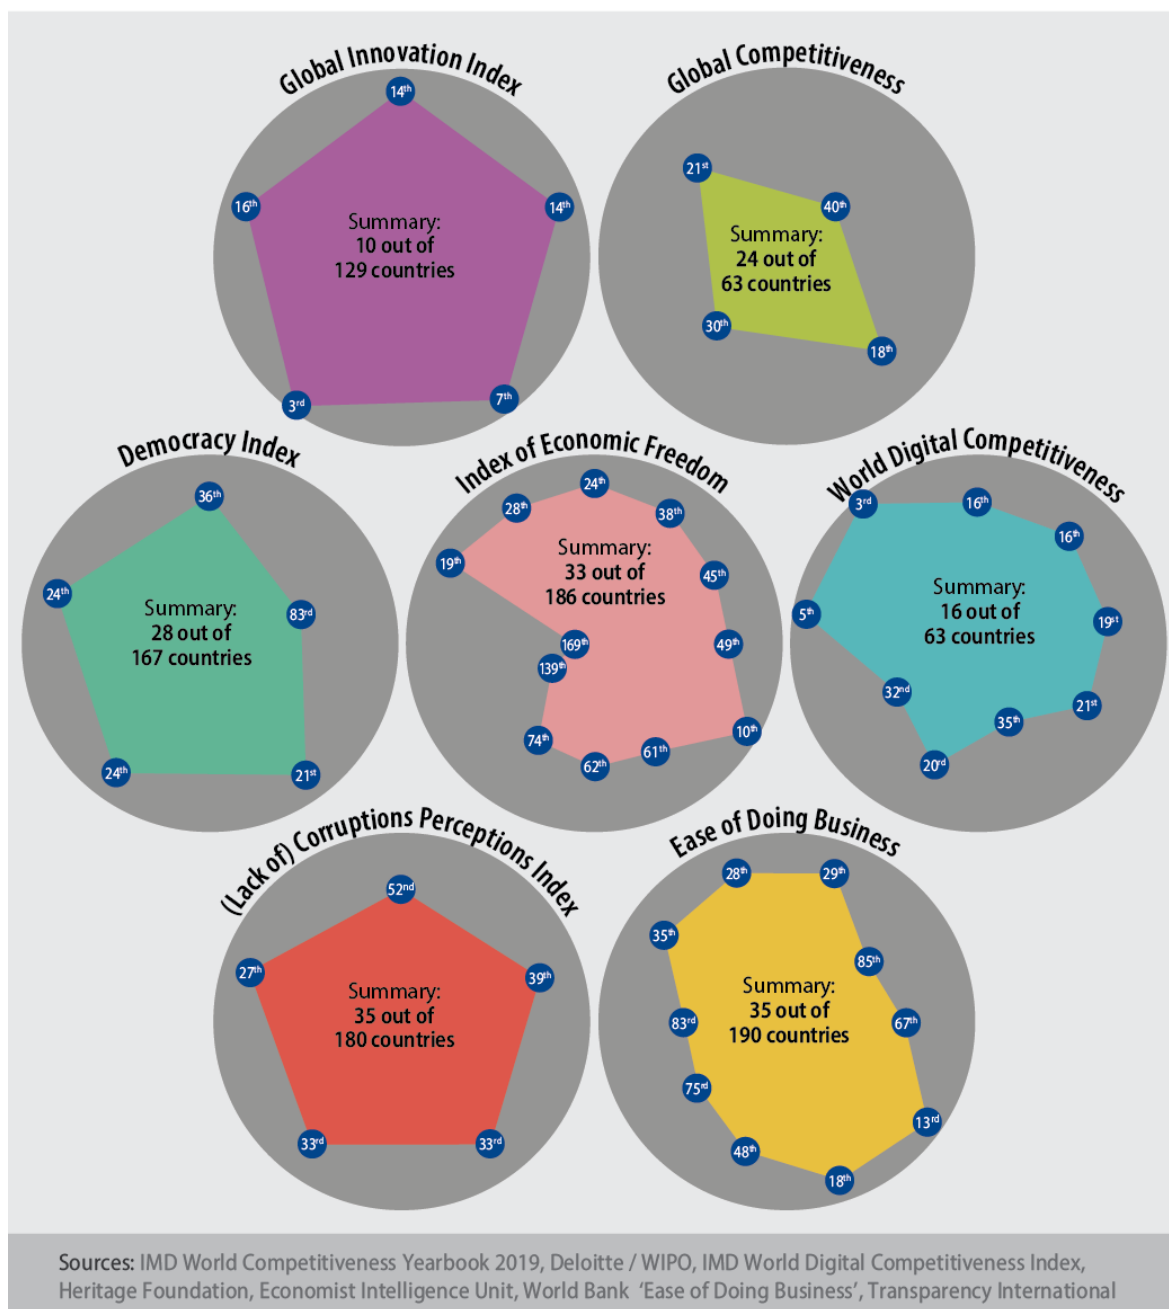 Global Innovation Index
14th
16th
14th
Summary:
10 out of
129 countries
3rd
7th
Global Competitiveness
21st
40th
Summary:
24 out of
63 countries
30th
18th
Democracy Index
36th
24th
83rd
Summary:
28 out of
167 countries
24th
21st
Index of Economic Freedom
24th
28th
38th
19th
45th
Summary:
33 out of
186 countries
169th
49th
139th
74th
10th
62th
61th
World Digital Competitiveness
3rd
16th
16th
5th
19st
Summary:
16 out of
63 countries
32nd
21st
35th
20rd
(Lack of) Corruptions Perceptions Index
52nd
27th
39th
Summary:
35 out of
180 countries
33rd
33rd
Ease of Doing Business
28th
29th
35th
85th
Summary:
35 out of
190 countries
83rd
67th
75rd
13rd
48th
18th
Sources: IMD World Competitiveness Yearbook 2019, Deloitte / WIPO, IMD World Digital Competitiveness Index,
Heritage Foundation, Economist Intelligence Unit, World Bank ‘Ease of Doing Business’, Transparency International